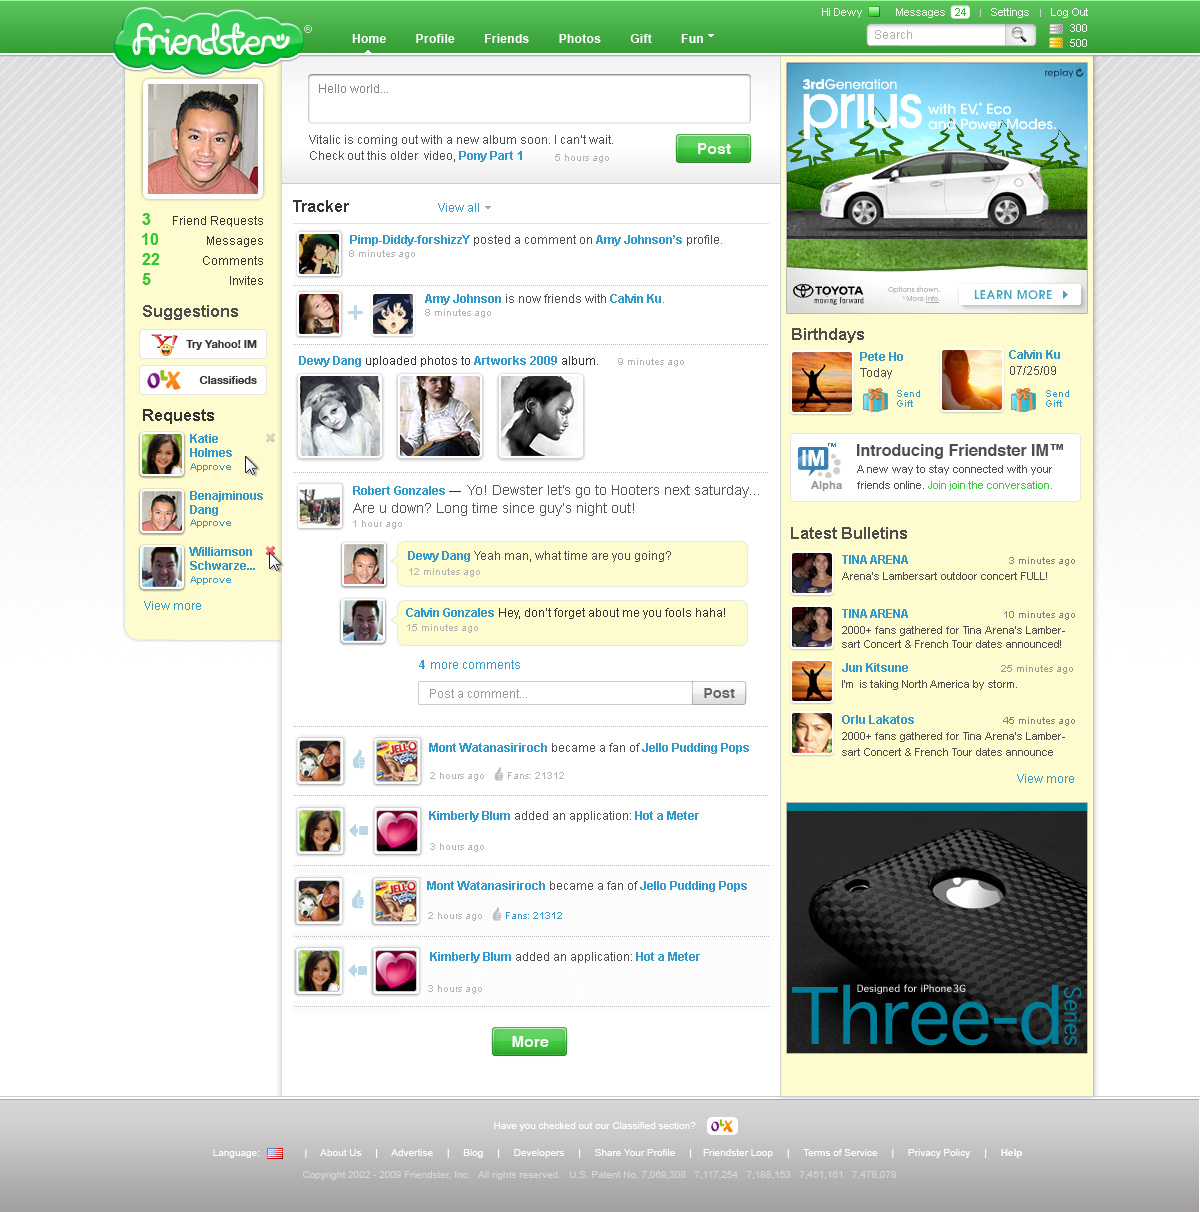 Hi Dewy
Messages 24 | Settings | Log Out
friendster®
Home Profile Friends Photos Gift Fun
Search
300
500
Hello world...
Vitalic is coming out with a new album soon. I can't wait.
Check out this older video, Pony Part 1 5 hours ago
Post
3 Friend Requests
10 Messages
22 Comments
5 Invites
Suggestions
Try Yahoo! IM
OLX Classifieds
Requests
Katie
Holmes
Approve
Benajminous
Dang
Approve
Williamson
Schwarze...
Approve
View more
Tracker View all
Pimp-Diddy-forshizzY posted a comment on Amy Johnson's profile.
8 minutes ago
Amy Johnson is now friends with Calvin Ku.
8 minutes ago
Dewy Dang uploaded photos to Artworks 2009 album. 9 minutes ago
Robert Gonzales — Yo! Dewster let's go to Hooters next saturday...
Are u down? Long time since guy's night out!
1 hour ago
Dewy Dang Yeah man, what time are you going?
12 minutes ago
Calvin Gonzales Hey, don't forget about me you fools haha!
15 minutes ago
4 more comments
Post a comment... Post
Mont Watanasiriroch became a fan of Jello Pudding Pops
2 hours ago Fans: 21312
JELL-O
Pudding
Pops
Kimberly Blum added an application: Hot a Meter
3 hours ago
Mont Watanasiriroch became a fan of Jello Pudding Pops
2 hours ago Fans: 21312
JELL-O
Pudding
Pops
Kimberly Blum added an application: Hot a Meter
3 hours ago
More
replay
3rdGeneration
prius with EV,* Eco
and Power Modes.
TOYOTA
moving forward
Options shown.
*More info.
LEARN MORE
Birthdays
Pete Ho
Today
Send
Gift
Calvin Ku
07/25/09
Send
Gift
IM™
Alpha
Introducing Friendster IM™
A new way to stay connected with your
friends online. Join join the conversation.
Latest Bulletins
TINA ARENA 3 minutes ago
Arena's Lambersart outdoor concert FULL!
TINA ARENA 10 minutes ago
2000+ fans gathered for Tina Arena's Lamber-
sart Concert & French Tour dates announced!
Jun Kitsune 25 minutes ago
I'm is taking North America by storm.
Orlu Lakatos 45 minutes ago
2000+ fans gathered for Tina Arena's Lamber-
sart Concert & French Tour dates announce
View more
Designed for iPhone3G
Three-d Series
Have you checked out our Classified section? OLX
Language: | About Us | Advertise | Blog | Developers | Share Your Profile | Friendster Loop | Terms of Service | Privacy Policy | Help
Copyright 2002 - 2009 Friendster, Inc. All rights reserved. U.S. Patent No. 7,069,308 7,117,254 7,188,153 7,451,161 7,478,078